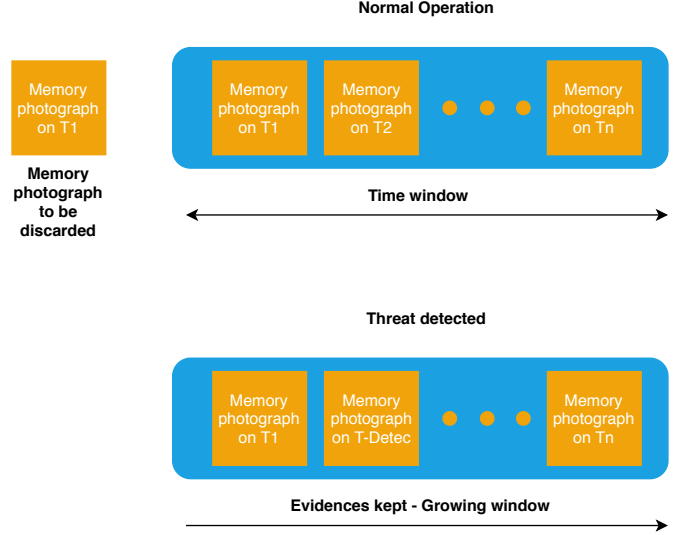 Normal Operation
Memory
photograph
on T1
Memory
photograph
to be
discarded
Memory
photograph
on T1
Memory
photograph
on T2
Memory
photograph
on Tn
Time window
Threat detected
Memory
photograph
on T1
Memory
photograph
on T-Detec
Memory
photograph
on Tn
Evidences kept - Growing window